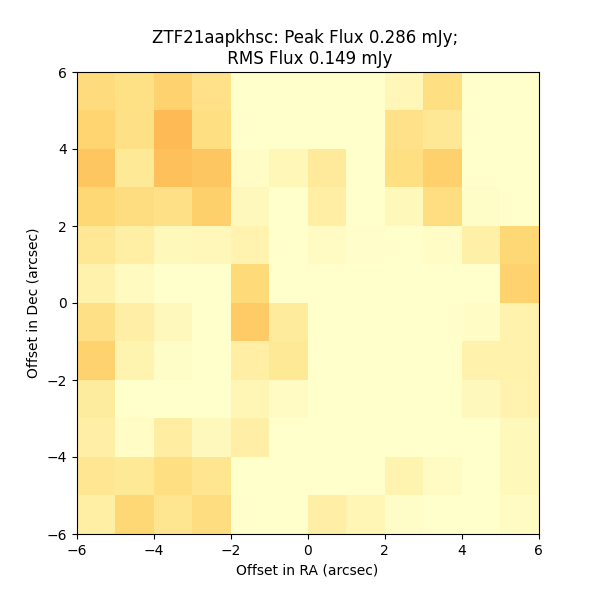 ZTF21aapkhsc: Peak Flux 0.286 mJy;
RMS Flux 0.149 mJy
6
4
2
0
−2
−4
−6
Offset in Dec (arcsec)
−6 −4 −2 0 2 4 6
Offset in RA (arcsec)